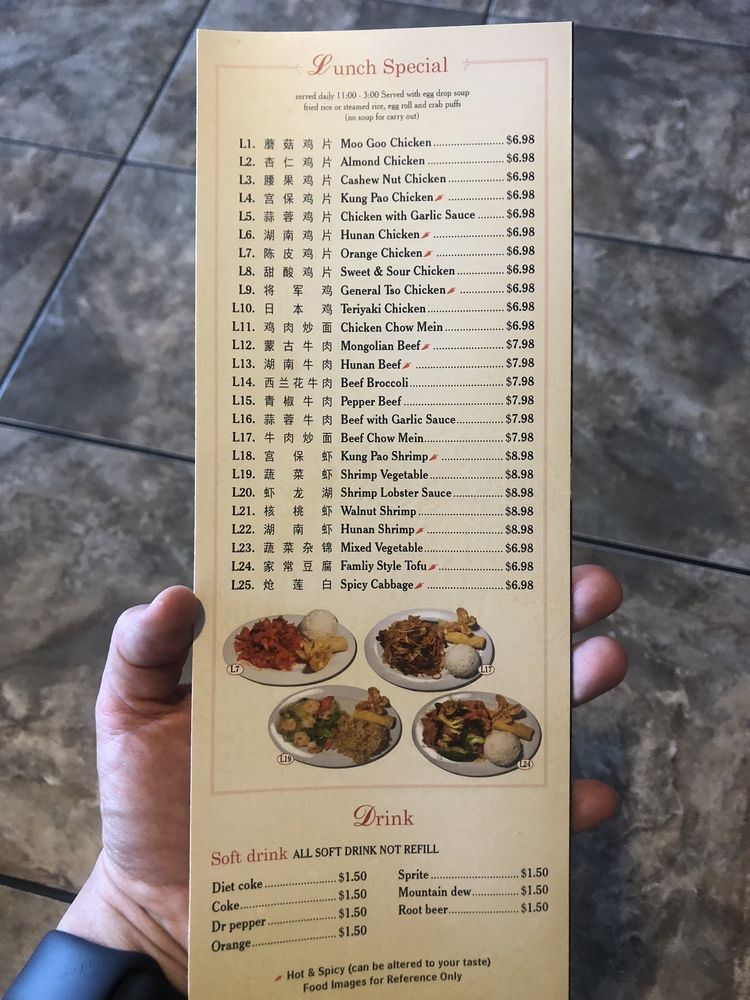 Lunch Special
served daily 11:00 - 3:00 Served with egg drop soup
fried rice or steamed rice, egg roll and crab puffs
(no soup for carry out)
L1. 蘑菇鸡片 Moo Goo Chicken $6.98
L2. 杏仁鸡片 Almond Chicken $6.98
L3. 腰果鸡片 Cashew Nut Chicken $6.98
L4. 宫保鸡片 Kung Pao Chicken $6.98
L5. 蒜蓉鸡片 Chicken with Garlic Sauce $6.98
L6. 湖南鸡片 Hunan Chicken $6.98
L7. 陈皮鸡片 Orange Chicken $6.98
L8. 甜酸鸡片 Sweet & Sour Chicken $6.98
L9. 将军鸡 General Tso Chicken $6.98
L10. 日本鸡 Teriyaki Chicken $6.98
L11. 鸡肉炒面 Chicken Chow Mein $6.98
L12. 蒙古牛肉 Mongolian Beef $7.98
L13. 湖南牛肉 Hunan Beef $7.98
L14. 西兰花牛肉 Beef Broccoli $7.98
L15. 青椒牛肉 Pepper Beef $7.98
L16. 蒜蓉牛肉 Beef with Garlic Sauce $7.98
L17. 牛肉炒面 Beef Chow Mein $7.98
L18. 宫保虾 Kung Pao Shrimp $8.98
L19. 蔬菜虾 Shrimp Vegetable $8.98
L20. 虾龙湖 Shrimp Lobster Sauce $8.98
L21. 核桃虾 Walnut Shrimp $8.98
L22. 湖南虾 Hunan Shrimp $8.98
L23. 蔬菜杂锦 Mixed Vegetable $6.98
L24. 家常豆腐 Famliy Style Tofu $6.98
L25. 炝莲白 Spicy Cabbage $6.98
L7
L17
L19
L24
Drink
Soft drink ALL SOFT DRINK NOT REFILL
Diet coke $1.50
Coke $1.50
Dr pepper $1.50
Orange $1.50
Sprite $1.50
Mountain dew $1.50
Root beer $1.50
Hot & Spicy (can be altered to your taste)
Food Images for Reference Only